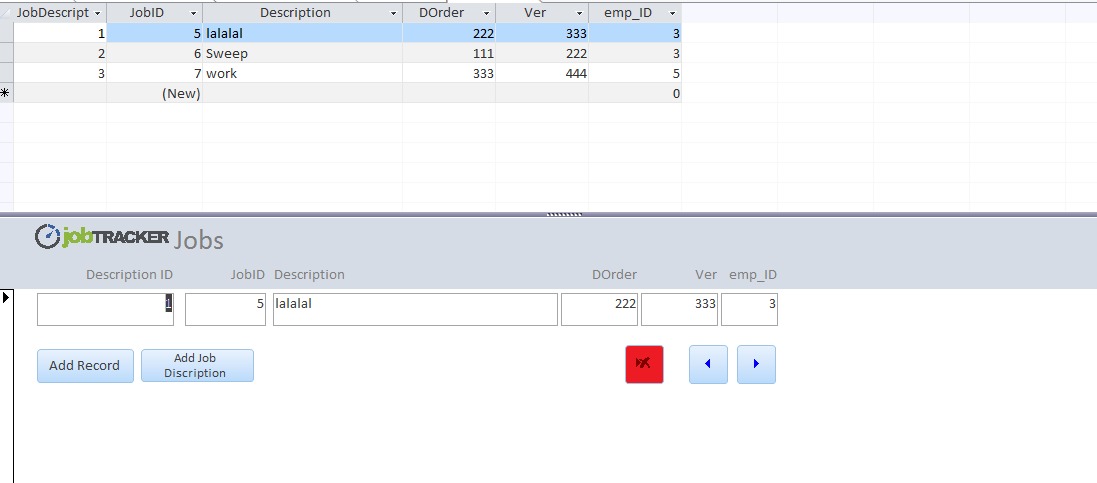 JobDescript JobID Description DOrder Ver emp_ID
1 5 lalalal 222 333 3
2 6 Sweep 111 222 3
3 7 work 333 444 5
* (New) 0
jobTRACKER Jobs
Description ID JobID Description DOrder Ver emp_ID
1 5 lalalal 222 333 3
Add Record
Add Job
Discription